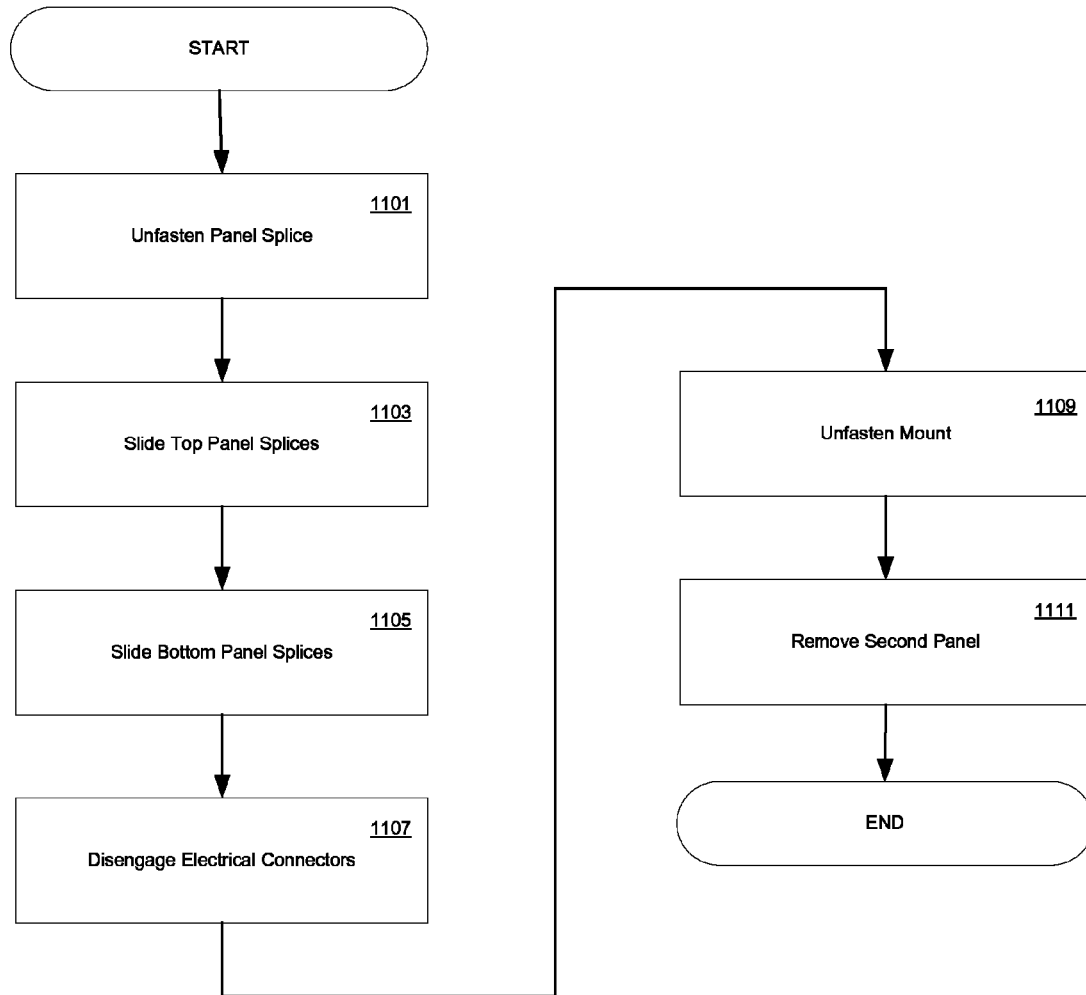 START
1101
Unfasten Panel Splice
1103
Slide Top Panel Splices
1105
Slide Bottom Panel Splices
1107
Disengage Electrical Connectors
1109
Unfasten Mount
1111
Remove Second Panel
END